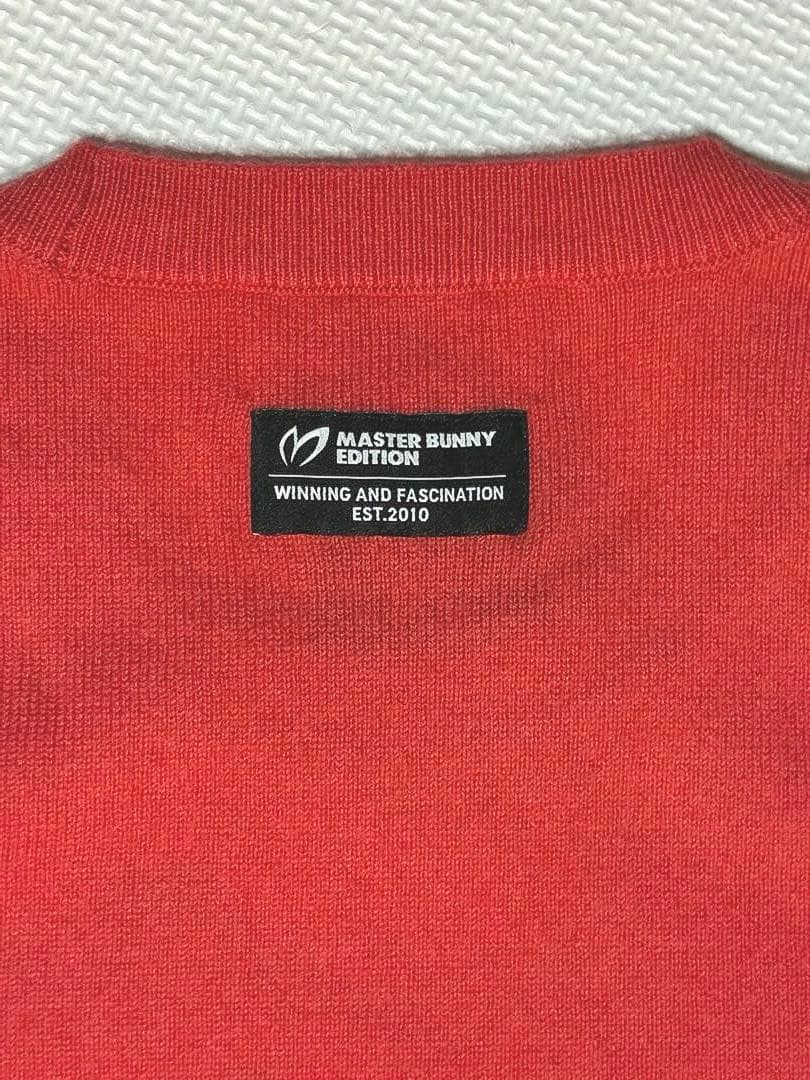 MASTER BUNNY
EDITION
WINNING AND FASCINATION
EST.2010